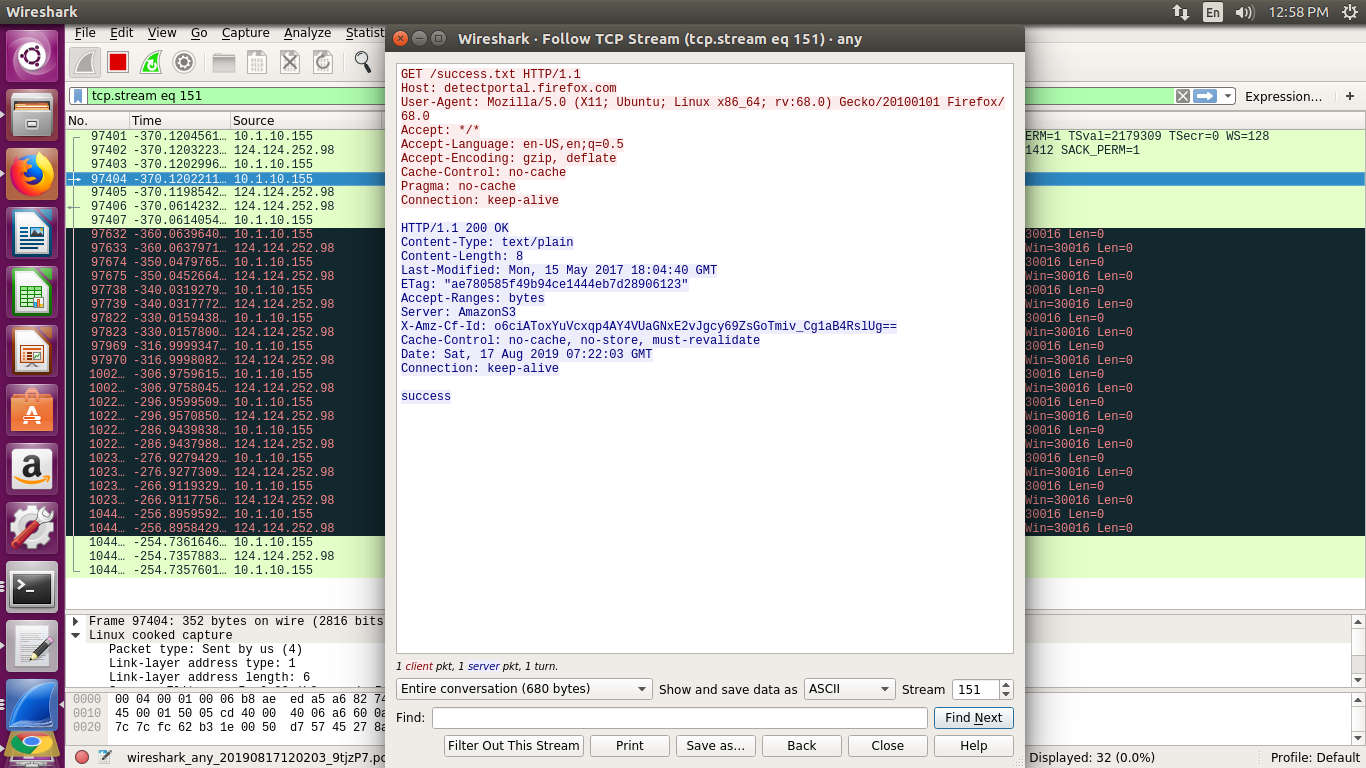 Wireshark
En
12:58 PM
File Edit View Go Capture Analyze Statist
Wireshark · Follow TCP Stream (tcp.stream eq 151) · any
tcp.stream eq 151
Expression…
+
No. Time Source
97401 -370.1204561… 10.1.10.155
97402 -370.1203223… 124.124.252.98
97403 -370.1202996… 10.1.10.155
97404 -370.1202211… 10.1.10.155
97405 -370.1198542… 124.124.252.98
97406 -370.0614232… 124.124.252.98
97407 -370.0614054… 10.1.10.155
97632 -360.0639640… 10.1.10.155
97633 -360.0637971… 124.124.252.98
97674 -350.0479765… 10.1.10.155
97675 -350.0452664… 124.124.252.98
97738 -340.0319279… 10.1.10.155
97739 -340.0317772… 124.124.252.98
97822 -330.0159438… 10.1.10.155
97823 -330.0157800… 124.124.252.98
97969 -316.9999347… 10.1.10.155
97970 -316.9998082… 124.124.252.98
1002… -306.9759615… 10.1.10.155
1002… -306.9758045… 124.124.252.98
1022… -296.9599509… 10.1.10.155
1022… -296.9570850… 124.124.252.98
1022… -286.9439838… 10.1.10.155
1022… -286.9437988… 124.124.252.98
1023… -276.9279429… 10.1.10.155
1023… -276.9277309… 124.124.252.98
1023… -266.9119329… 10.1.10.155
1023… -266.9117756… 124.124.252.98
1044… -256.8959592… 10.1.10.155
1044… -256.8958429… 124.124.252.98
1044… -254.7361646… 10.1.10.155
1044… -254.7357883… 124.124.252.98
1044… -254.7357601… 10.1.10.155
GET /success.txt HTTP/1.1
Host: detectportal.firefox.com
User-Agent: Mozilla/5.0 (X11; Ubuntu; Linux x86_64; rv:68.0) Gecko/20100101 Firefox/
68.0
Accept: */*
Accept-Language: en-US,en;q=0.5
Accept-Encoding: gzip, deflate
Cache-Control: no-cache
Pragma: no-cache
Connection: keep-alive
HTTP/1.1 200 OK
Content-Type: text/plain
Content-Length: 8
Last-Modified: Mon, 15 May 2017 18:04:40 GMT
ETag: "ae780585f49b94ce1444eb7d28906123"
Accept-Ranges: bytes
Server: AmazonS3
X-Amz-Cf-Id: o6ciAToxYuVcxqp4AY4VUaGNxE2vJgcy69ZsGoTmiv_Cg1aB4RslUg==
Cache-Control: no-cache, no-store, must-revalidate
Date: Sat, 17 Aug 2019 07:22:03 GMT
Connection: keep-alive
success
PERM=1 TSval=2179309 TSecr=0 WS=128
1412 SACK_PERM=1
30016 Len=0
Win=30016 Len=0
30016 Len=0
Win=30016 Len=0
30016 Len=0
Win=30016 Len=0
30016 Len=0
Win=30016 Len=0
30016 Len=0
Win=30016 Len=0
30016 Len=0
Win=30016 Len=0
30016 Len=0
Win=30016 Len=0
30016 Len=0
Win=30016 Len=0
30016 Len=0
Win=30016 Len=0
30016 Len=0
Win=30016 Len=0
30016 Len=0
Win=30016 Len=0
Frame 97404: 352 bytes on wire (2816 bits
Linux cooked capture
Packet type: Sent by us (4)
Link-layer address type: 1
Link-layer address length: 6
0000 00 04 00 01 00 06 b8 ae ed a5 a6 82 74
0010 45 00 01 50 05 cd 40 00 40 06 a6 60 0a
0020 7c 7c fc 62 b3 11 00 50 d7 57 45 27 8a
1 client pkt, 1 server pkt, 1 turn.
Entire conversation (680 bytes)
Show and save data as
ASCII
Stream
151
Find:
Find Next
Filter Out This Stream
Print
Save as…
Back
Close
Help
wireshark_any_20190817120203_9tjzP7.pc
Displayed: 32 (0.0%)
Profile: Default